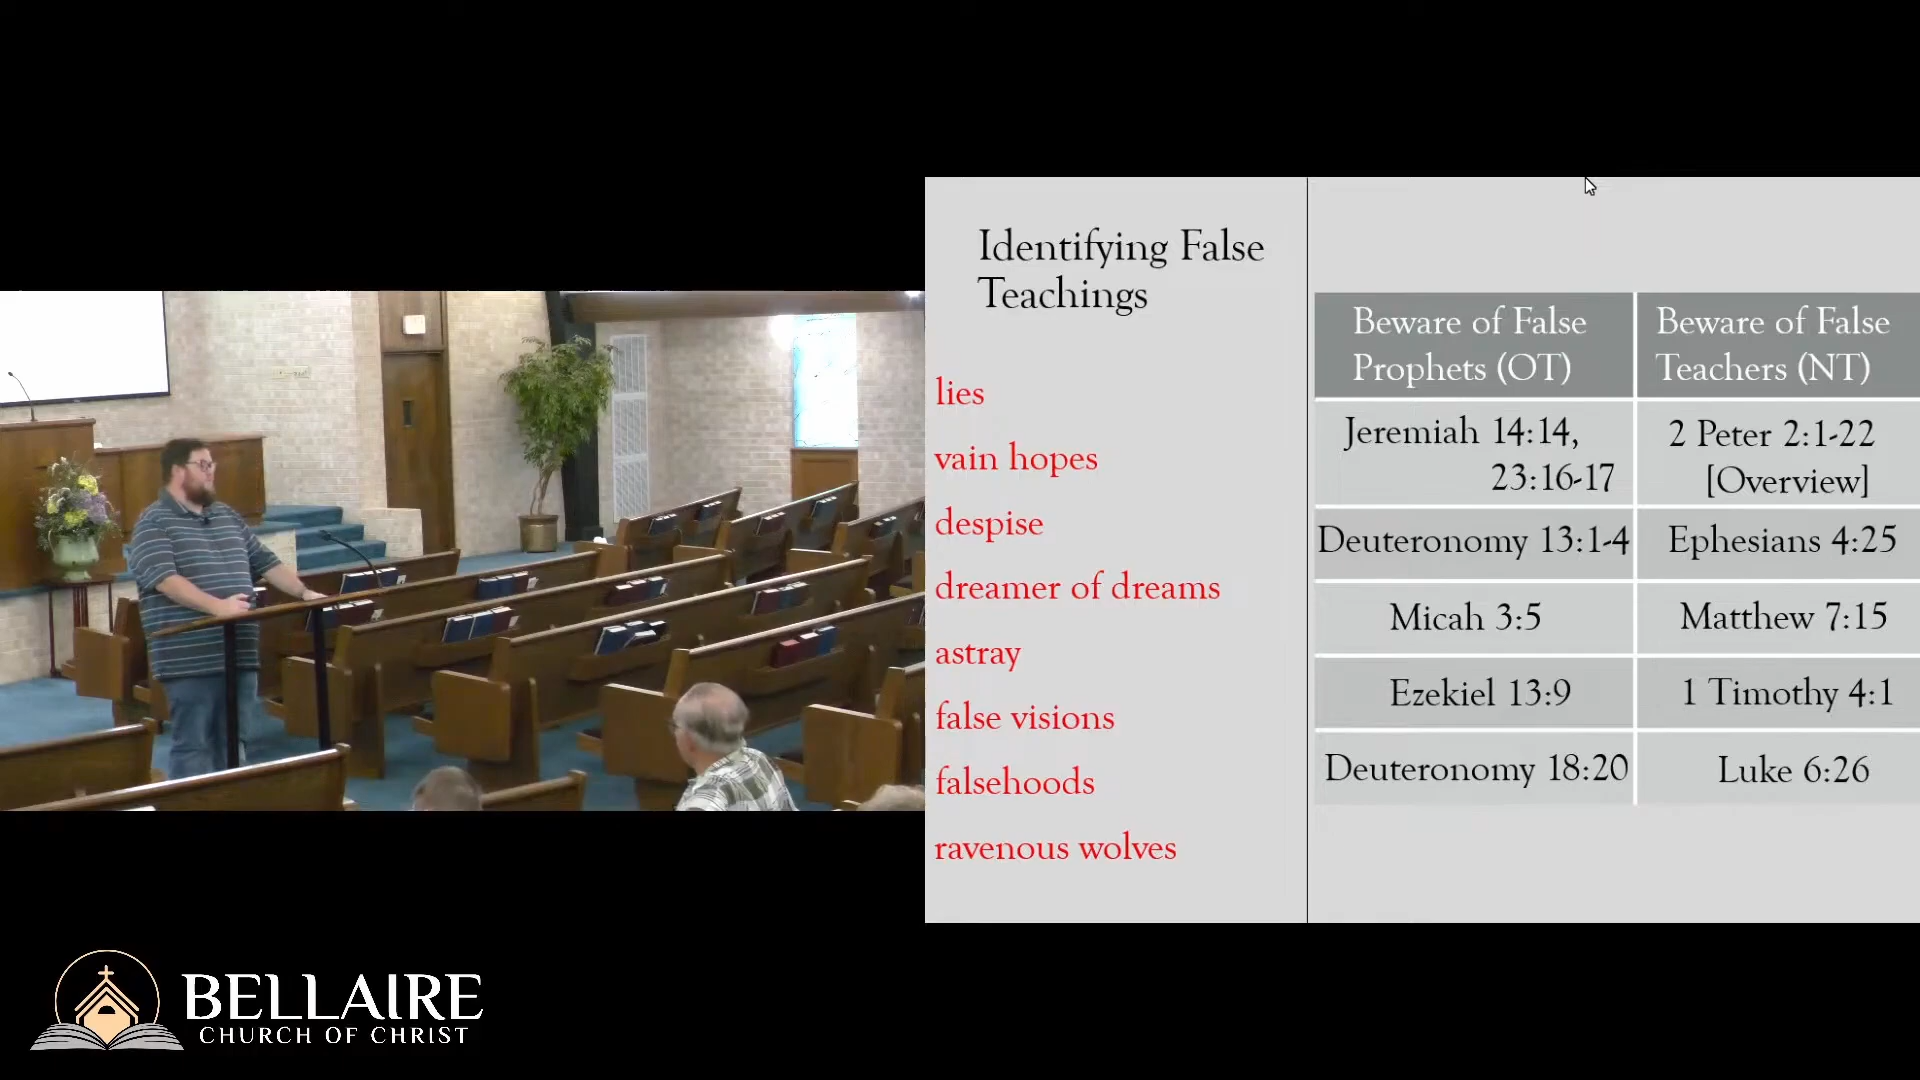 Identifying False
Teachings
lies
vain hopes
despise
dreamer of dreams
astray
false visions
falsehoods
ravenous wolves
Beware of False
Prophets (OT)
Beware of False
Teachers (NT)
Jeremiah 14:14,
23:16-17
2 Peter 2:1-22
[Overview]
Deuteronomy 13:1-4
Ephesians 4:25
Micah 3:5
Matthew 7:15
Ezekiel 13:9
1 Timothy 4:1
Deuteronomy 18:20
Luke 6:26
BELLAIRE
CHURCH OF CHRIST